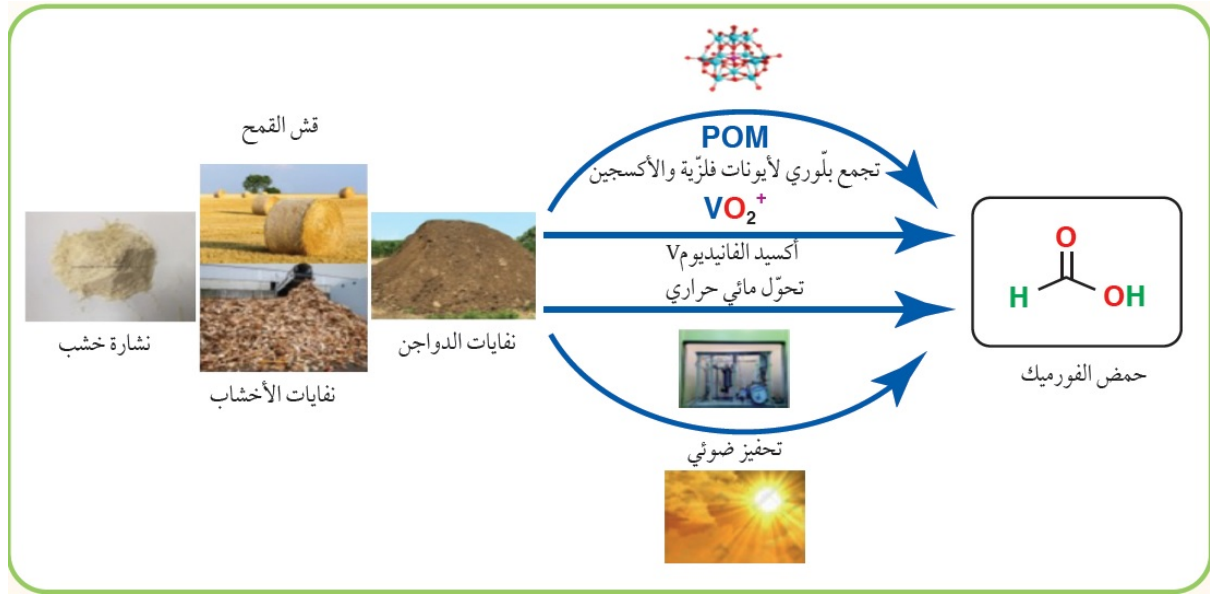 قش القمح
نشارة خشب
نفايات الأخشاب
نفايات الدواجن
POM
تجمع بلّوري لأيونات فلزّية والأكسجين
VO₂⁺
أكسيد الفانيديومV
تحوّل مائي حراري
تحفيز ضوئي
O
H
OH
حمض الفورميك